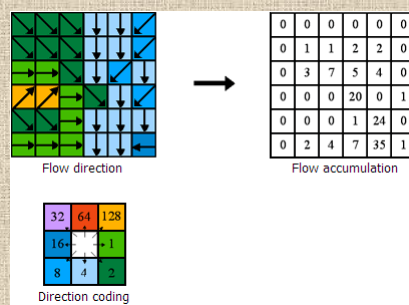 0 0 0 0 0 0
0 1 1 2 2 0
0 3 7 5 4 0
0 0 0 20 0 1
0 0 0 1 24 0
0 2 4 7 35 1
Flow direction
Flow accumulation
32 64 128
16 1
8 4 2
Direction coding